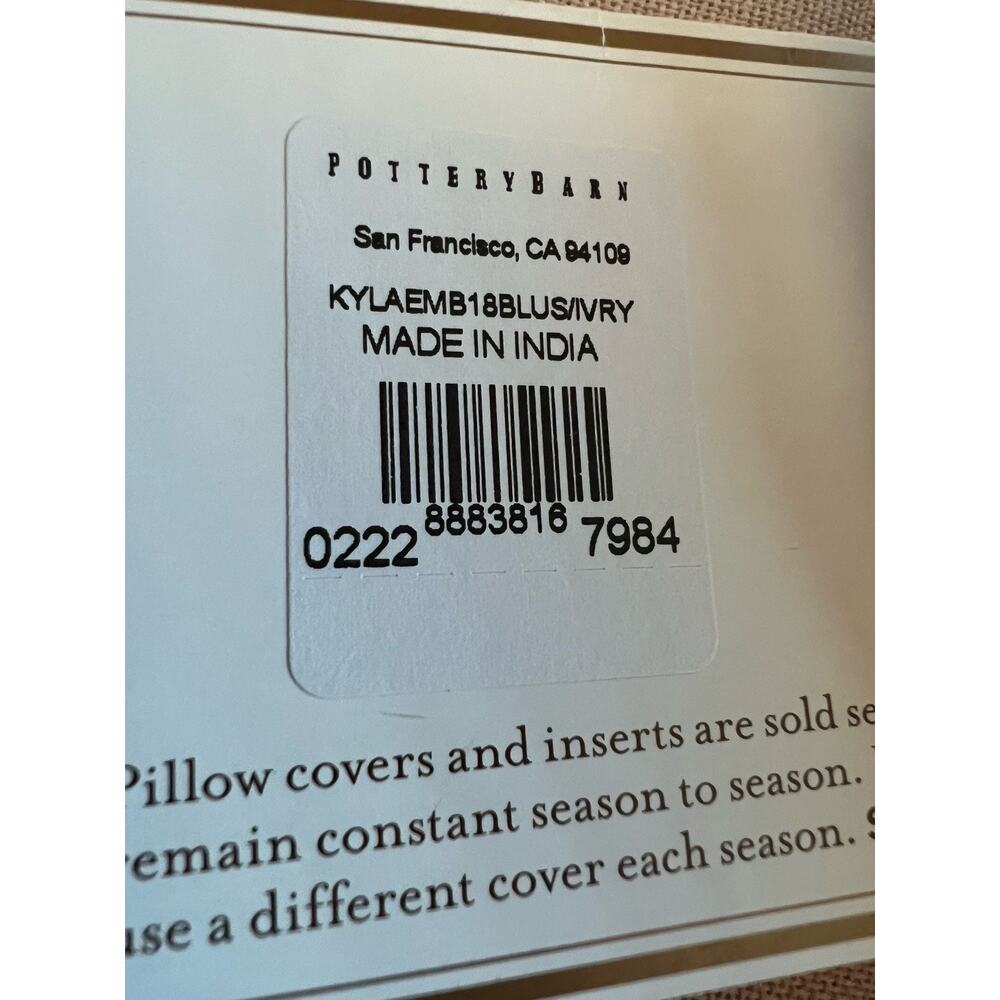 POTTERYBARN
San Francisco, CA 94109
KYLAEMB18BLUS/IVRY
MADE IN INDIA
0222 8883816 7984
Pillow covers and inserts are sold se
remain constant season to season.
use a different cover each season. S